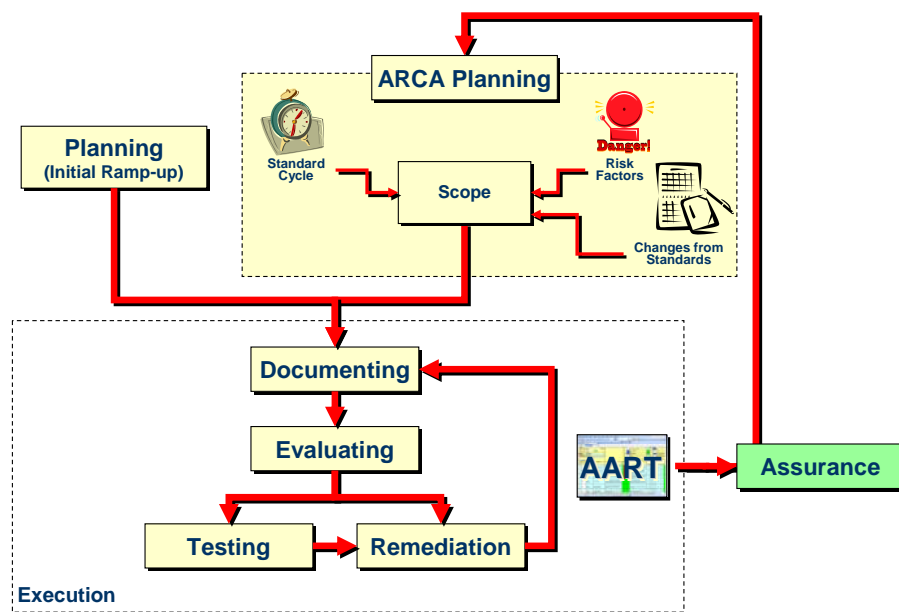 ARCA Planning
Planning
(Initial Ramp-up)
Standard
Cycle
Danger!
Risk
Factors
Scope
Changes from
Standards
Documenting
Evaluating
AART
Assurance
Testing
Remediation
Execution